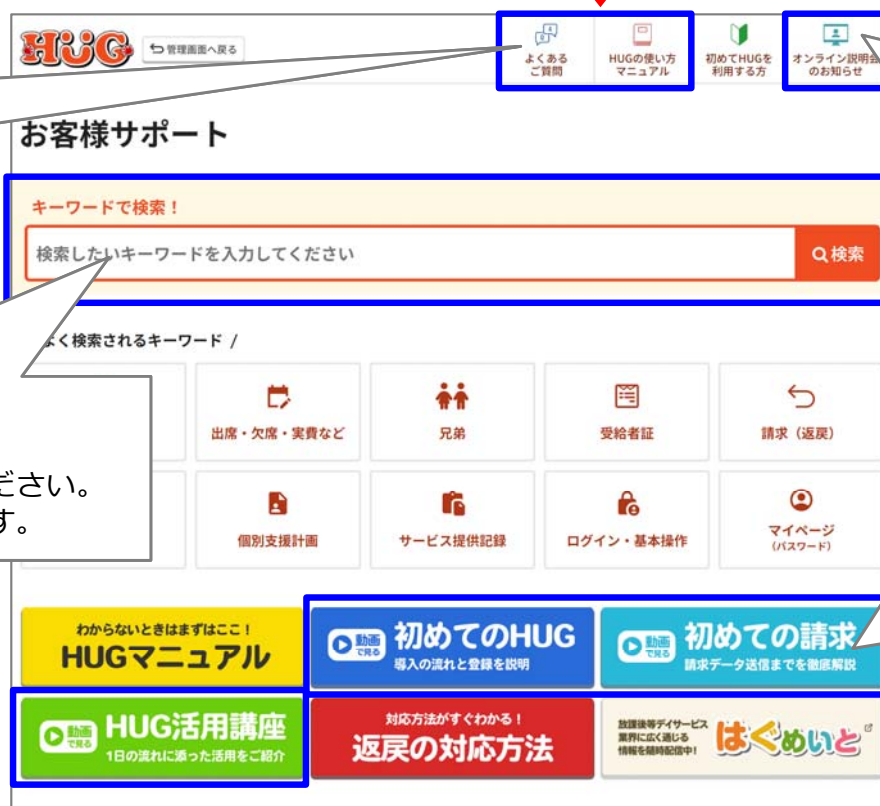 HUG
管理画面へ戻る
よくある
ご質問
HUGの使い方
マニュアル
初めてHUGを
利用する方
オンライン説明会
のお知らせ
お客様サポート
キーワードで検索！
検索したいキーワードを入力してください
検索
く検索されるキーワード /
出席・欠席・実費など
兄弟
受給者証
請求（返戻）
ださい。
す。
個別支援計画
サービス提供記録
ログイン・基本操作
マイページ
（パスワード）
わからないときはまずはここ！
HUGマニュアル
動画
で見る
初めてのHUG
導入の流れと登録を説明
動画
で見る
初めての請求
請求データ送信までを徹底解説
動画
で見る
HUG活用講座
1日の流れに添った活用をご紹介
対応方法がすぐわかる！
返戻の対応方法
放課後等デイサービス
業界に広く通じる
情報を随時配信中！
はぐめいと